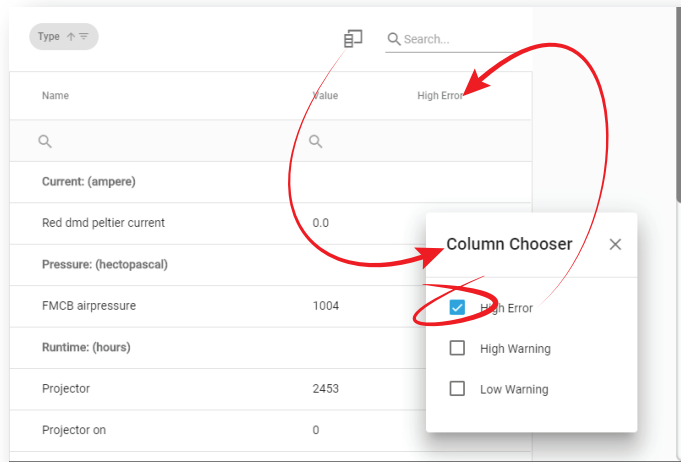 Type
Search...
Name Value High Error
Current: (ampere)
Red dmd peltier current 0.0
Pressure: (hectopascal)
Column Chooser
FMCB airpressure 1004
High Error
Runtime: (hours)
High Warning
Projector 2453
Low Warning
Projector on 0